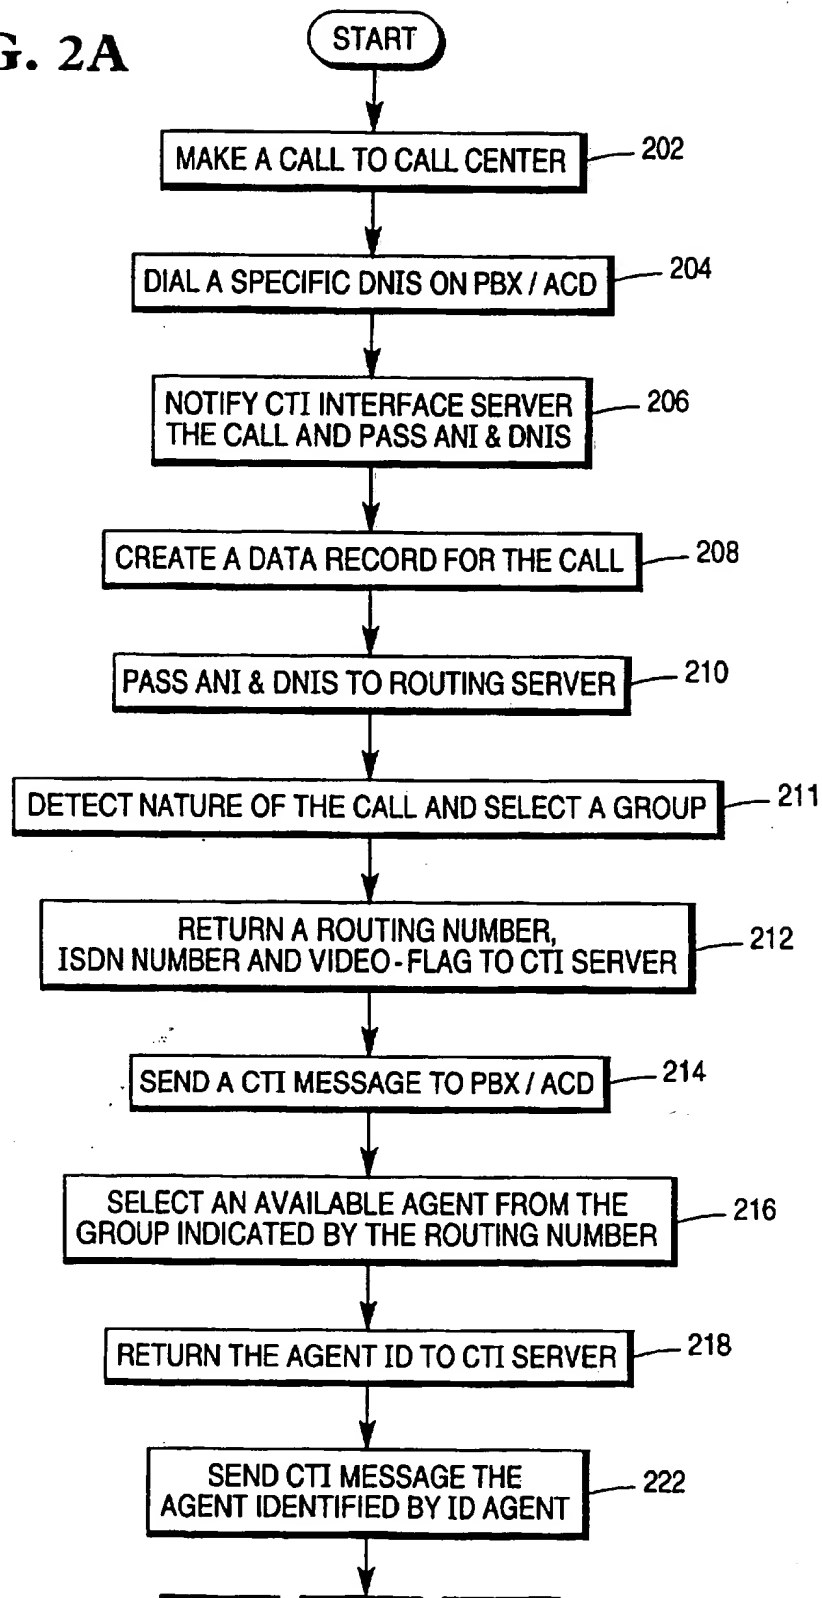 G. 2A
START
MAKE A CALL TO CALL CENTER
202
DIAL A SPECIFIC DNIS ON PBX / ACD
204
NOTIFY CTI INTERFACE SERVER
THE CALL AND PASS ANI & DNIS
206
CREATE A DATA RECORD FOR THE CALL
208
PASS ANI & DNIS TO ROUTING SERVER
210
DETECT NATURE OF THE CALL AND SELECT A GROUP
211
RETURN A ROUTING NUMBER,
ISDN NUMBER AND VIDEO - FLAG TO CTI SERVER
212
SEND A CTI MESSAGE TO PBX / ACD
214
SELECT AN AVAILABLE AGENT FROM THE
GROUP INDICATED BY THE ROUTING NUMBER
216
RETURN THE AGENT ID TO CTI SERVER
218
SEND CTI MESSAGE THE
AGENT IDENTIFIED BY ID AGENT
222